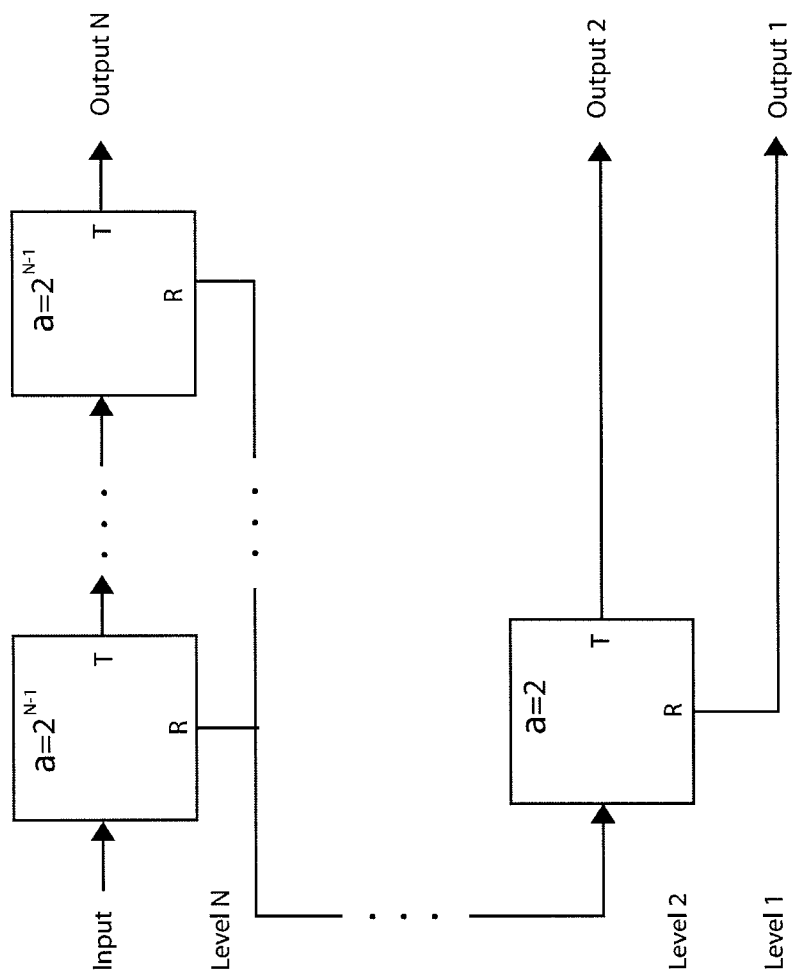 Input
a=2^{N-1}
T
R
a=2^{N-1}
T
R
Output N
Level N
a=2
T
R
Output 2
Level 2
Level 1
Output 1